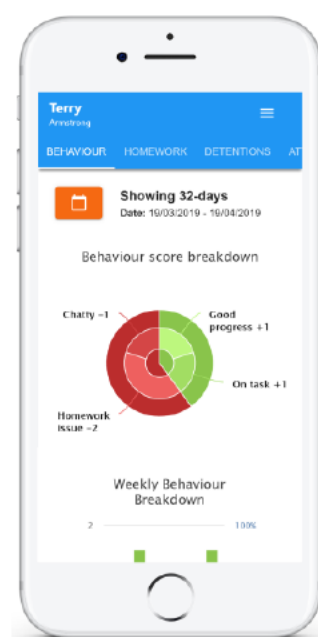 Terry
Armstrong
BEHAVIOUR HOMEWORK DETENTIONS AT
Showing 32-days
Date: 19/03/2019 - 19/04/2019
Behaviour score breakdown
Chatty -1
Good
progress +1
On task +1
Homework
issue -2
Weekly Behaviour
Breakdown
2 100%